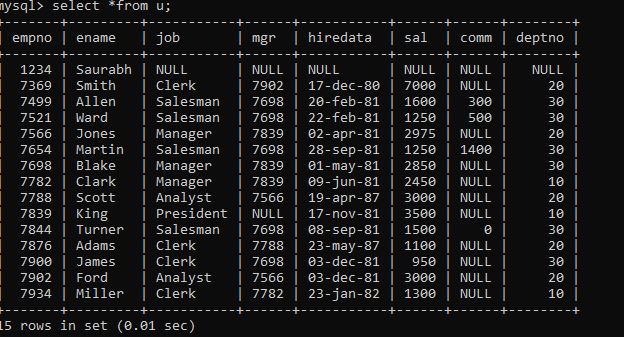 mysql> select *from u;
+-------+---------+-----------+------+-----------+------+------+--------+
| empno | ename | job | mgr | hiredata | sal | comm | deptno |
+-------+---------+-----------+------+-----------+------+------+--------+
| 1234 | Saurabh | NULL | NULL | NULL | NULL | NULL | NULL |
| 7369 | Smith | Clerk | 7902 | 17-dec-80 | 7000 | NULL | 20 |
| 7499 | Allen | Salesman | 7698 | 20-feb-81 | 1600 | 300 | 30 |
| 7521 | Ward | Salesman | 7698 | 22-feb-81 | 1250 | 500 | 30 |
| 7566 | Jones | Manager | 7839 | 02-apr-81 | 2975 | NULL | 20 |
| 7654 | Martin | Salesman | 7698 | 28-sep-81 | 1250 | 1400 | 30 |
| 7698 | Blake | Manager | 7839 | 01-may-81 | 2850 | NULL | 30 |
| 7782 | Clark | Manager | 7839 | 09-jun-81 | 2450 | NULL | 10 |
| 7788 | Scott | Analyst | 7566 | 19-apr-87 | 3000 | NULL | 20 |
| 7839 | King | President | NULL | 17-nov-81 | 3500 | NULL | 10 |
| 7844 | Turner | Salesman | 7698 | 08-sep-81 | 1500 | 0 | 30 |
| 7876 | Adams | Clerk | 7788 | 23-may-87 | 1100 | NULL | 20 |
| 7900 | James | Clerk | 7698 | 03-dec-81 | 950 | NULL | 30 |
| 7902 | Ford | Analyst | 7566 | 03-dec-81 | 3000 | NULL | 20 |
| 7934 | Miller | Clerk | 7782 | 23-jan-82 | 1300 | NULL | 10 |
+-------+---------+-----------+------+-----------+------+------+--------+
15 rows in set (0.01 sec)